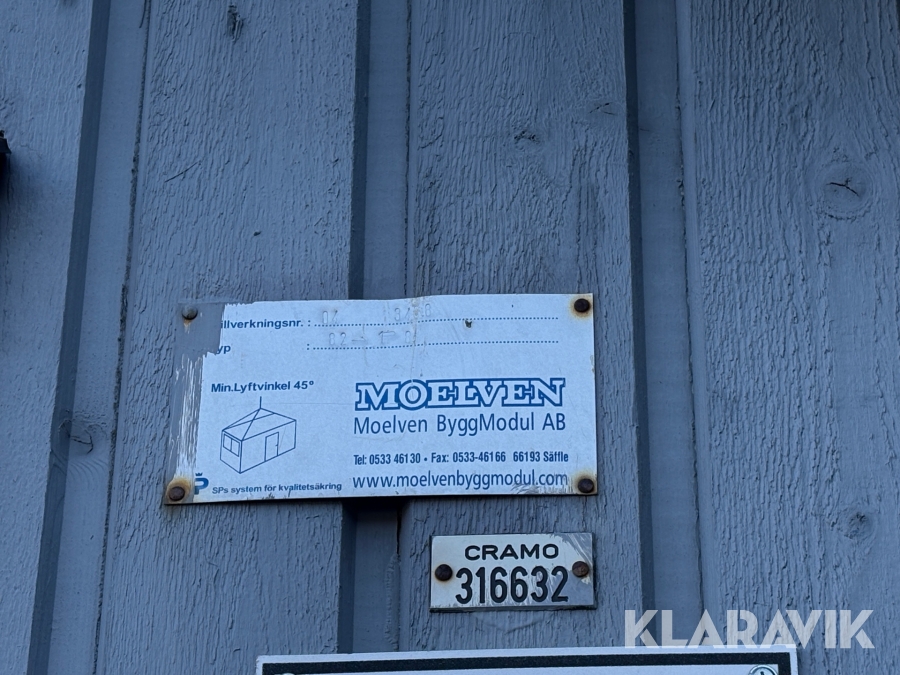 illverkningsnr. :
yp :
Min.Lyftvinkel 45°
MOELVEN
Moelven ByggModul AB
Tel: 0533 46130 • Fax: 0533-46166 66193 Säffle
SPs system för kvalitetsäkring
www.moelvenbyggmodul.com
CRAMO
316632
KLARAVIK